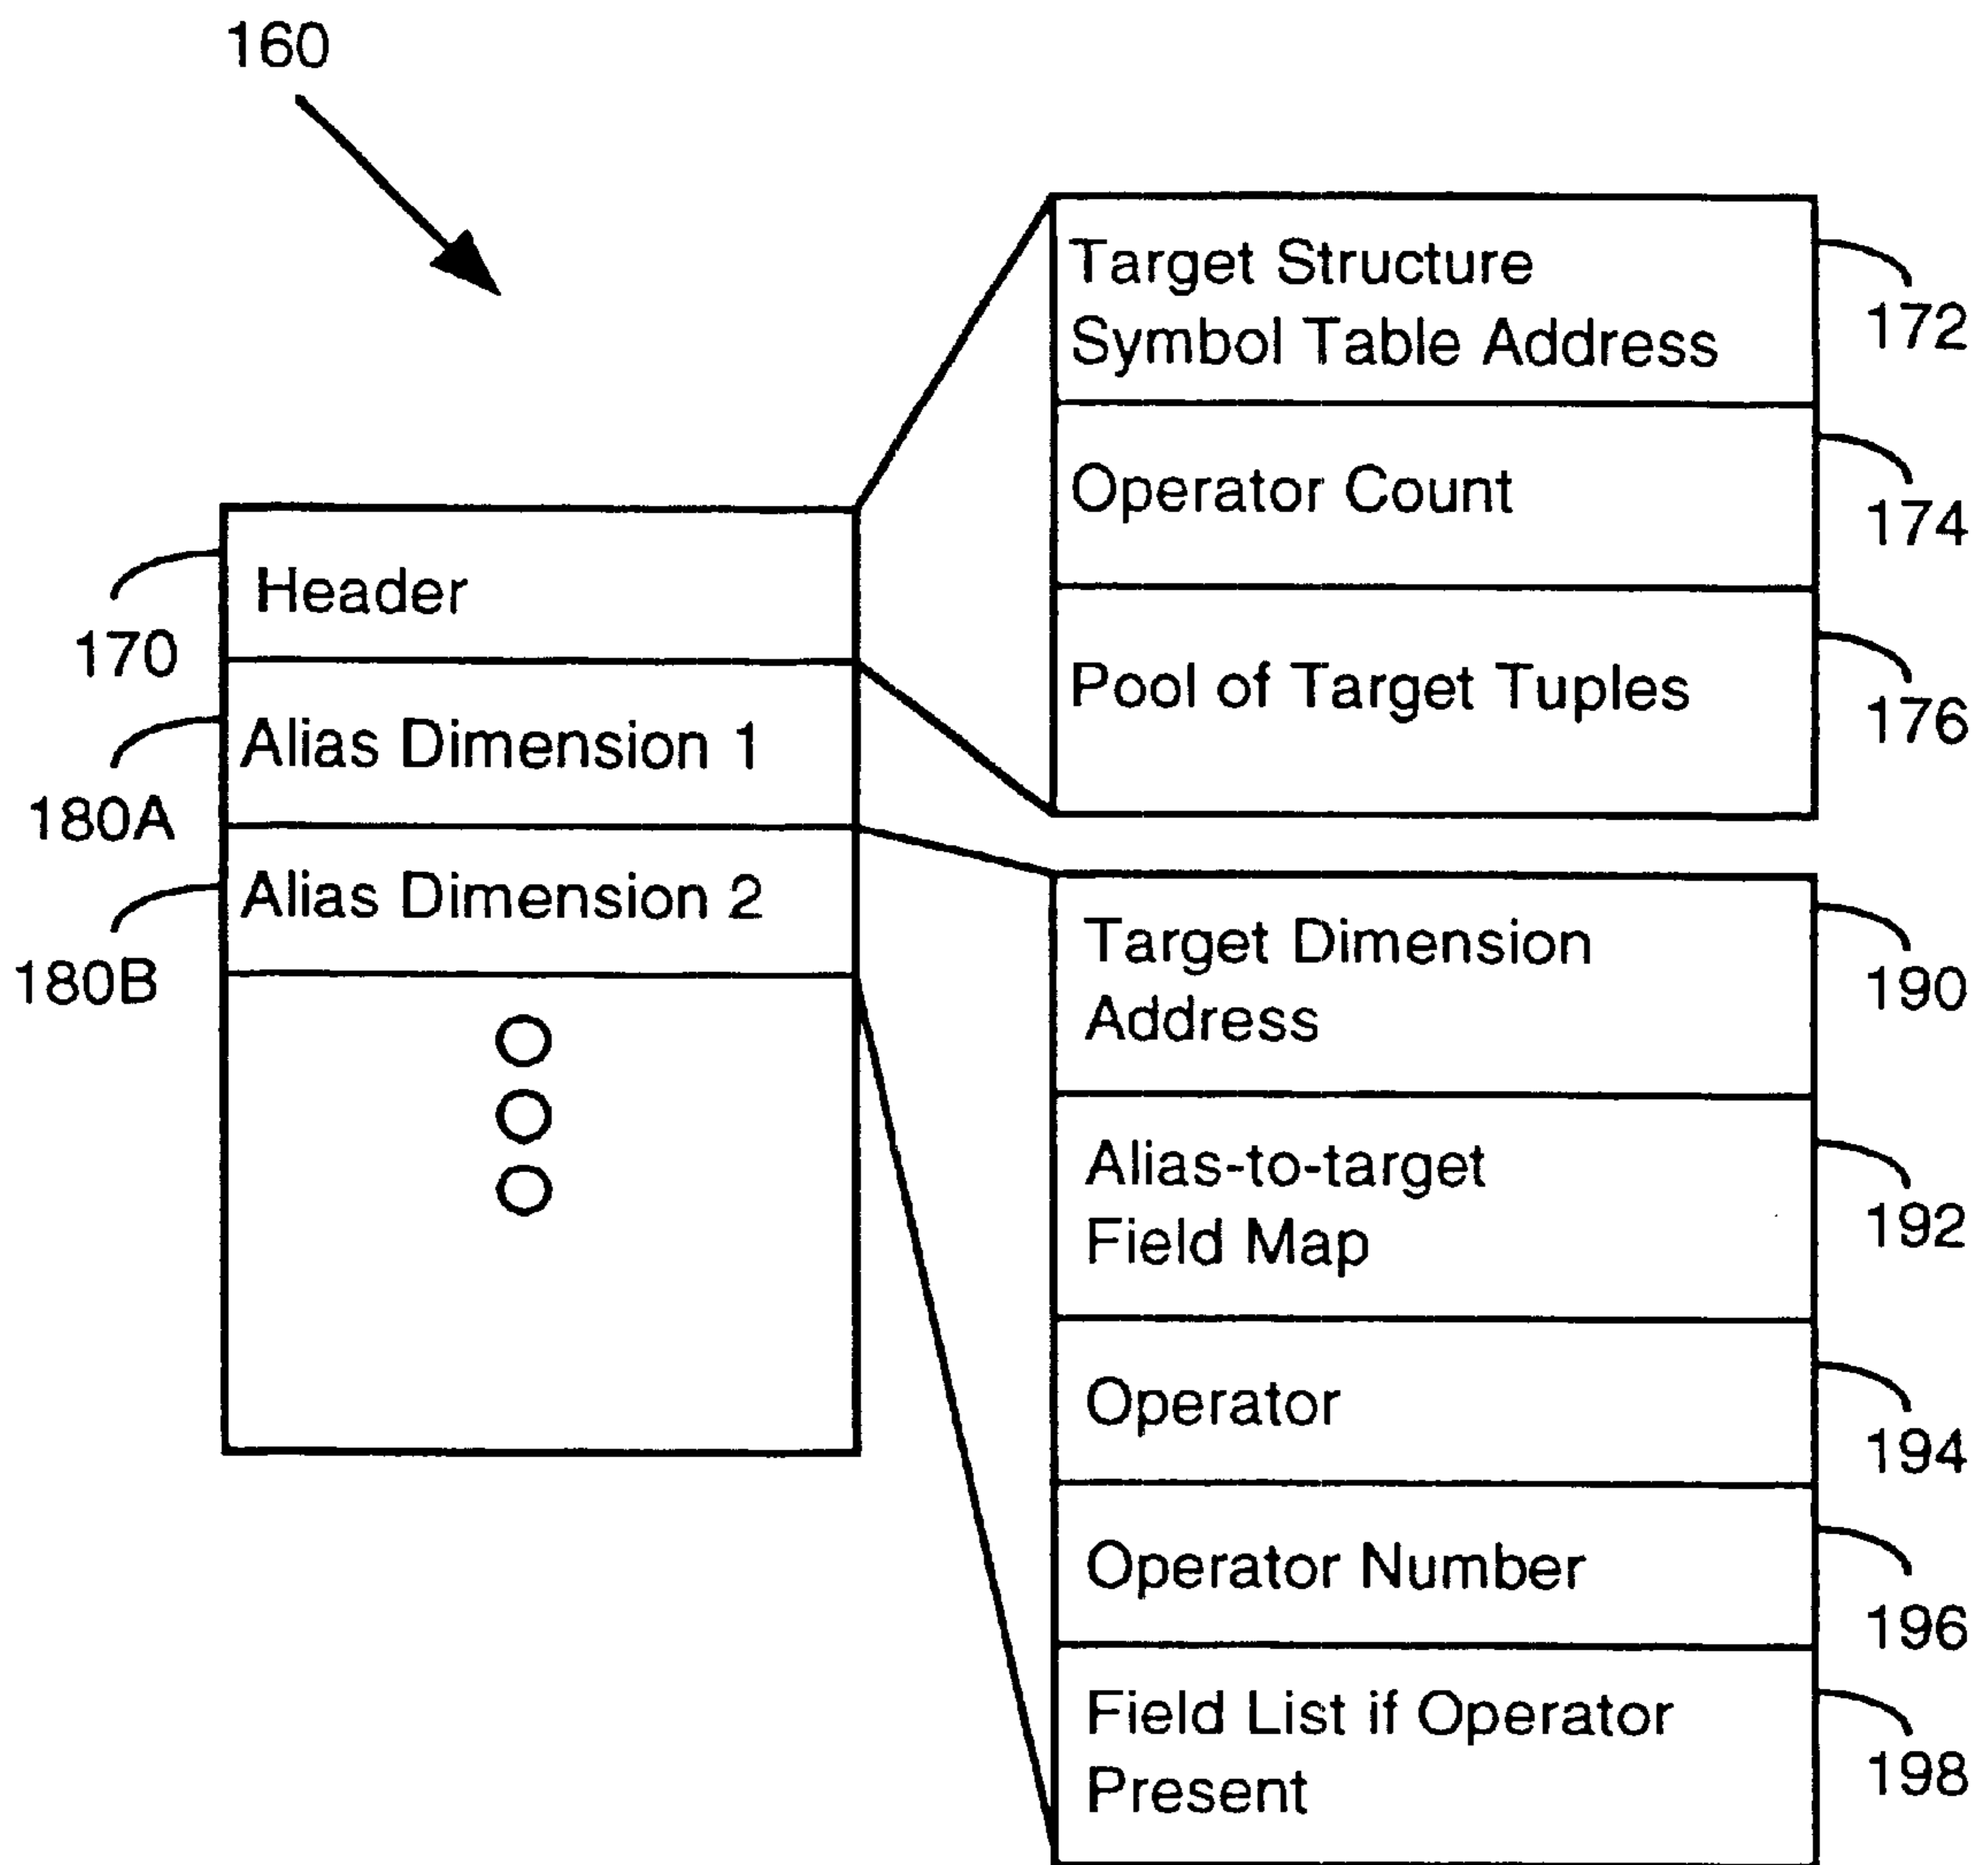 160
Header
170
Alias Dimension 1
180A
Alias Dimension 2
180B
Target Structure
Symbol Table Address
172
Operator Count
174
Pool of Target Tuples
176
Target Dimension
Address
190
Alias-to-target
Field Map
192
Operator
194
Operator Number
196
Field List if Operator
Present
198